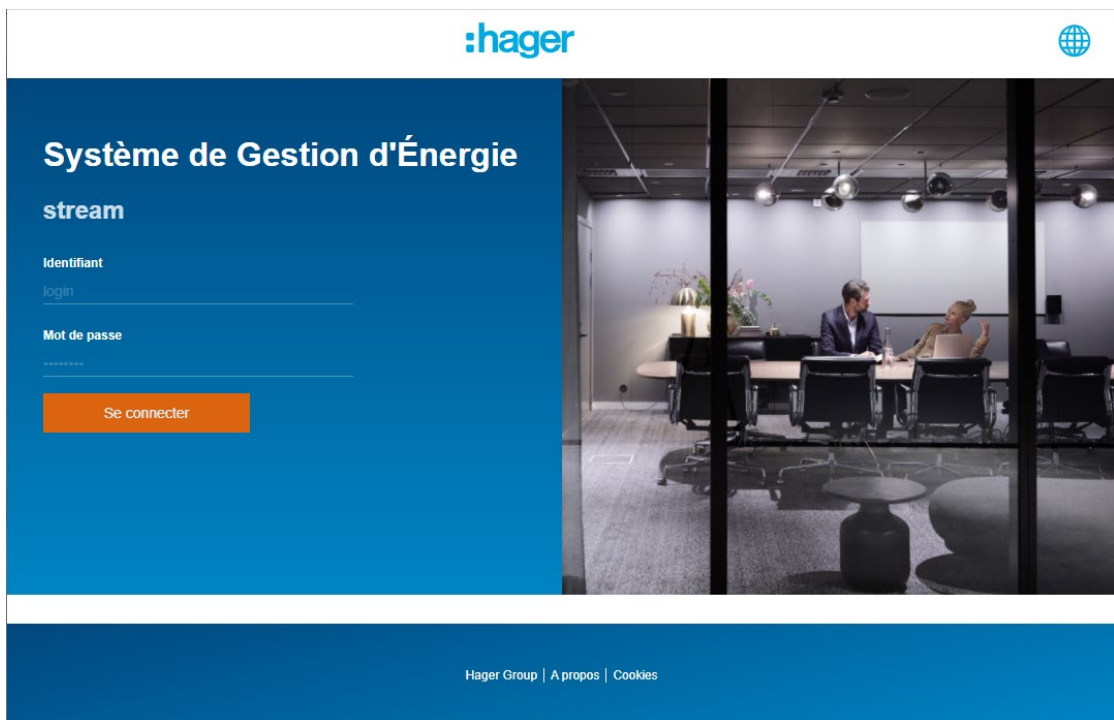 :hager
Système de Gestion d'Énergie
stream
Identifiant
login
Mot de passe
--------
Se connecter
Hager Group | A propos | Cookies